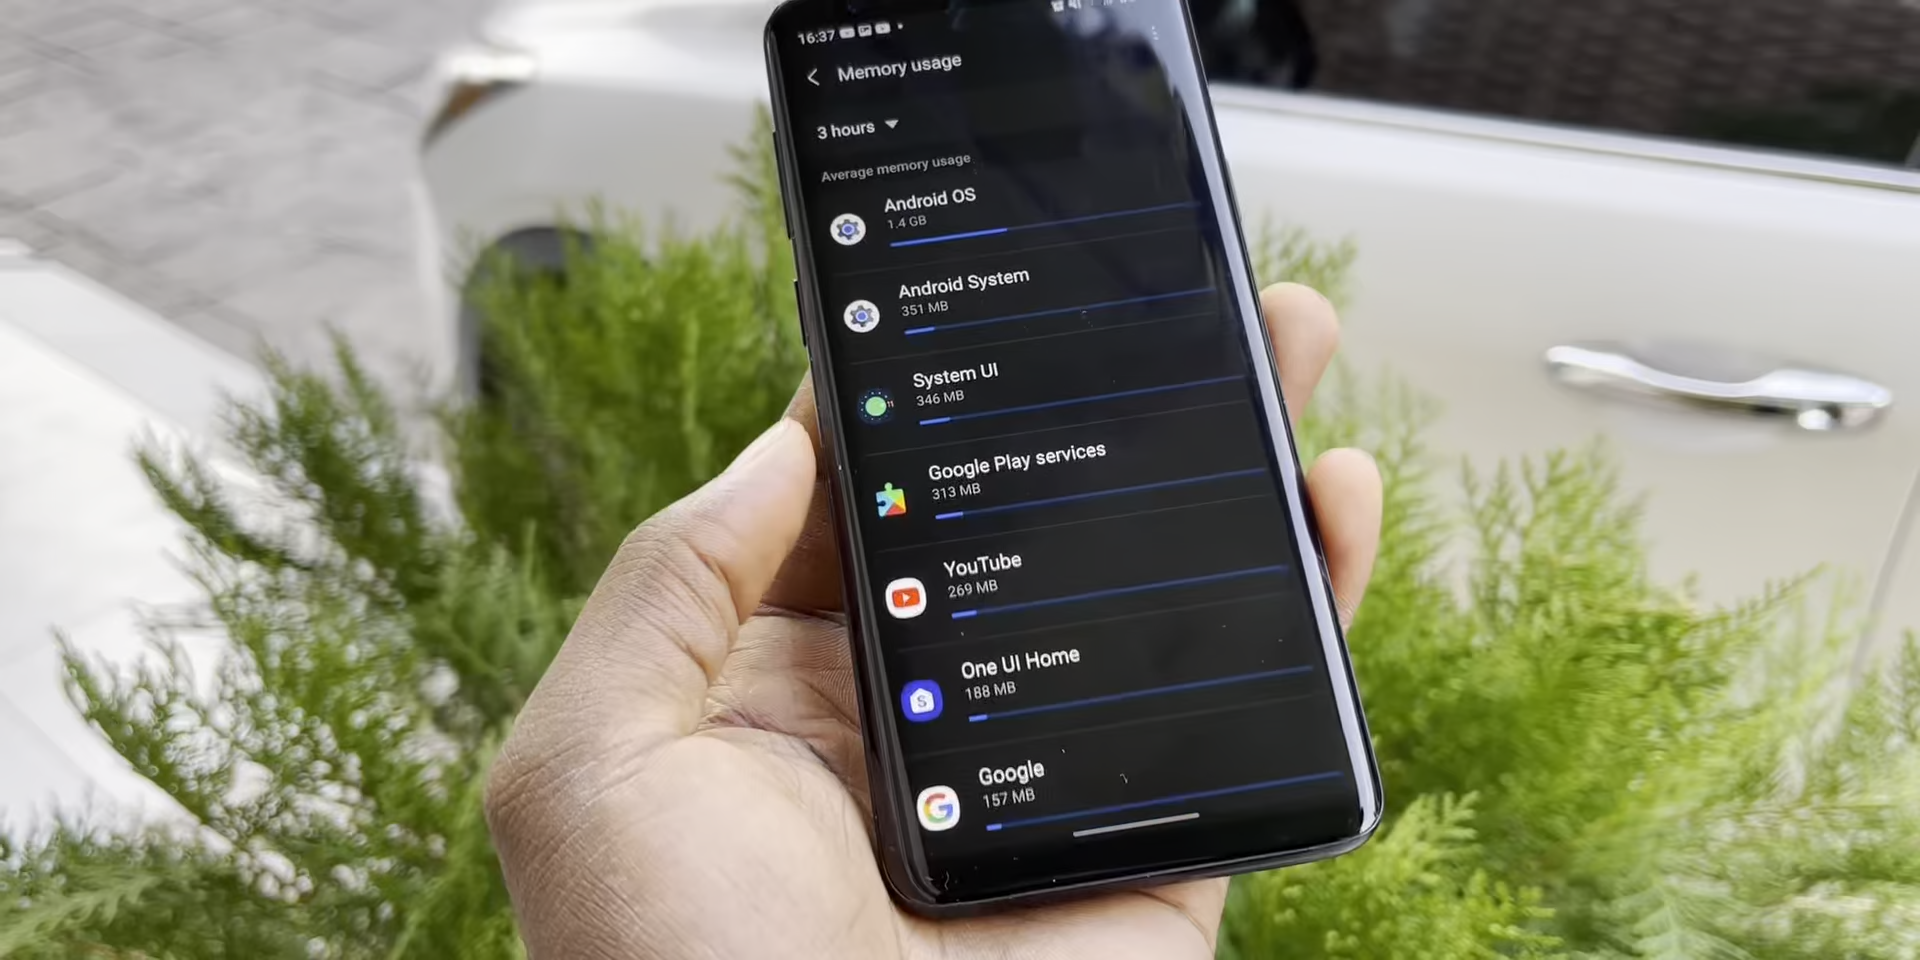 16:37
Memory usage
3 hours
Average memory usage
Android OS
1.4 GB
Android System
351 MB
System UI
346 MB
Google Play services
313 MB
YouTube
269 MB
One UI Home
188 MB
Google
157 MB